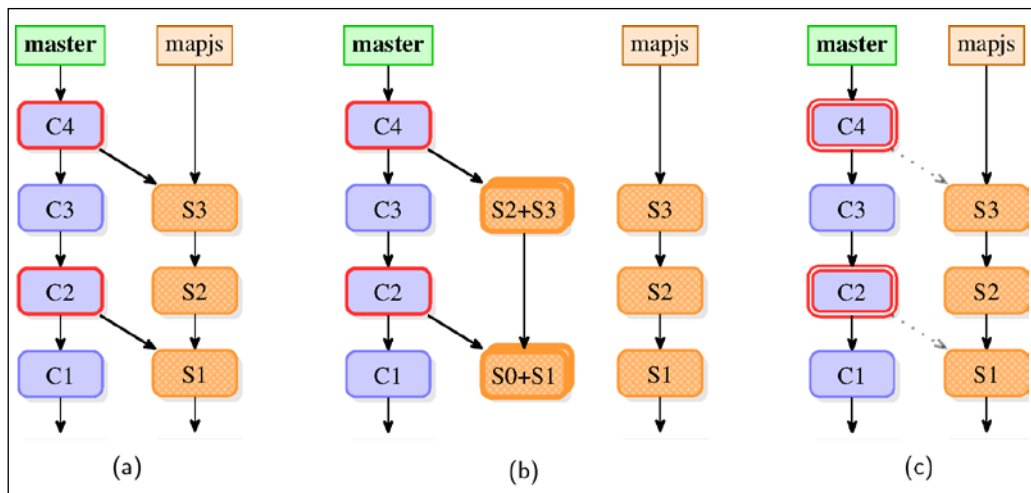 master mapjs master mapjs master mapjs
C4 C4 C4
C3 S3 C3 S2+S3 S3 C3 S3
C2 S2 C2 S2 C2 S2
C1 S1 C1 S0+S1 S1 C1 S1
(a) (b) (c)